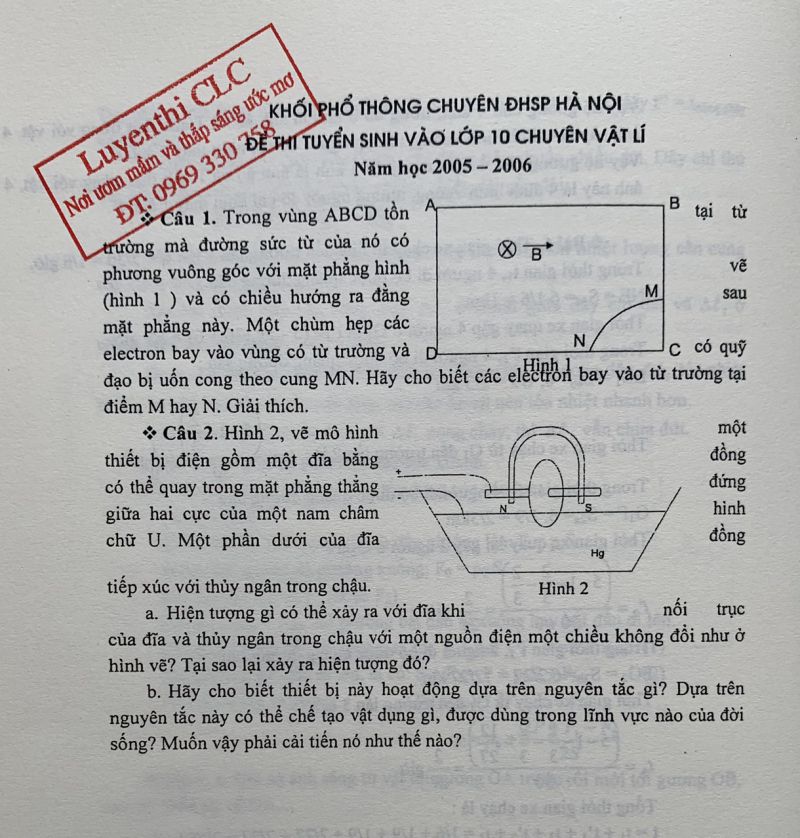 Luyenthi CLC
Nơi ươm mầm và thắp sáng ước mơ
ĐT: 0969 330 758
KHỐI PHỔ THÔNG CHUYÊN ĐHSP HÀ NỘI
ĐỀ THI TUYỂN SINH VÀO LỚP 10 CHUYÊN VẬT LÍ
Năm học 2005 – 2006
❖ Câu 1. Trong vùng ABCD tồn tại từ
trường mà đường sức từ của nó có
phương vuông góc với mặt phẳng hình vẽ
(hình 1 ) và có chiều hướng ra đằng sau
mặt phẳng này. Một chùm hẹp các
electron bay vào vùng có từ trường và có quỹ
đạo bị uốn cong theo cung MN. Hãy cho biết các electron bay vào từ trường tại
điểm M hay N. Giải thích.
A
B
B
M
N
D
C
Hình 1
❖ Câu 2. Hình 2, vẽ mô hình một
thiết bị điện gồm một đĩa bằng đồng
có thể quay trong mặt phẳng thẳng đứng
giữa hai cực của một nam châm hình
chữ U. Một phần dưới của đĩa đồng
tiếp xúc với thủy ngân trong chậu.
+
-
N
S
Hg
Hình 2
a. Hiện tượng gì có thể xảy ra với đĩa khi nối trục
của đĩa và thủy ngân trong chậu với một nguồn điện một chiều không đổi như ở
hình vẽ? Tại sao lại xảy ra hiện tượng đó?
b. Hãy cho biết thiết bị này hoạt động dựa trên nguyên tắc gì? Dựa trên
nguyên tắc này có thể chế tạo vật dụng gì, được dùng trong lĩnh vực nào của đời
sống? Muốn vậy phải cải tiến nó như thế nào?